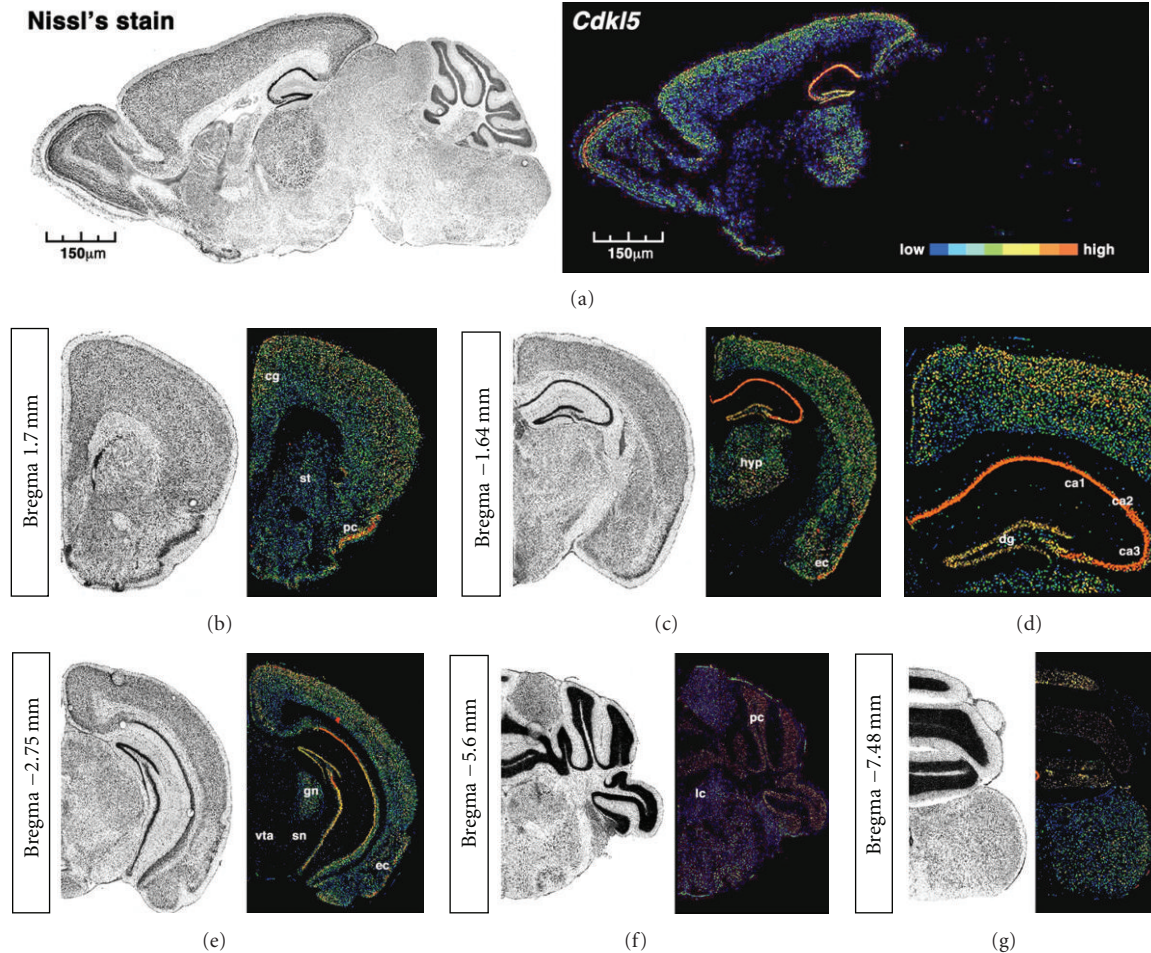 Nissl's stain
Cdkl5
150μm
150μm
low
high
(a)
Bregma 1.7 mm
cg
st
pc
Bregma −1.64 mm
hyp
ec
ca1
ca2
ca3
dg
(b)
(c)
(d)
Bregma −2.75 mm
gn
vta
sn
ec
Bregma −5.6 mm
pc
lc
Bregma −7.48 mm
(e)
(f)
(g)